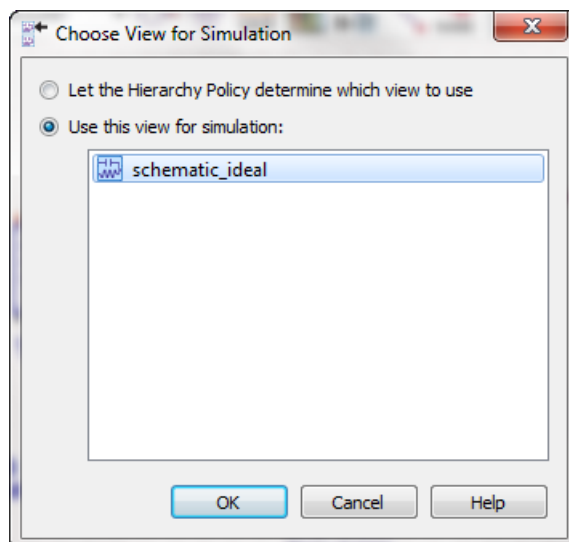 Choose View for Simulation
Let the Hierarchy Policy determine which view to use
Use this view for simulation:
schematic_ideal
OK Cancel Help